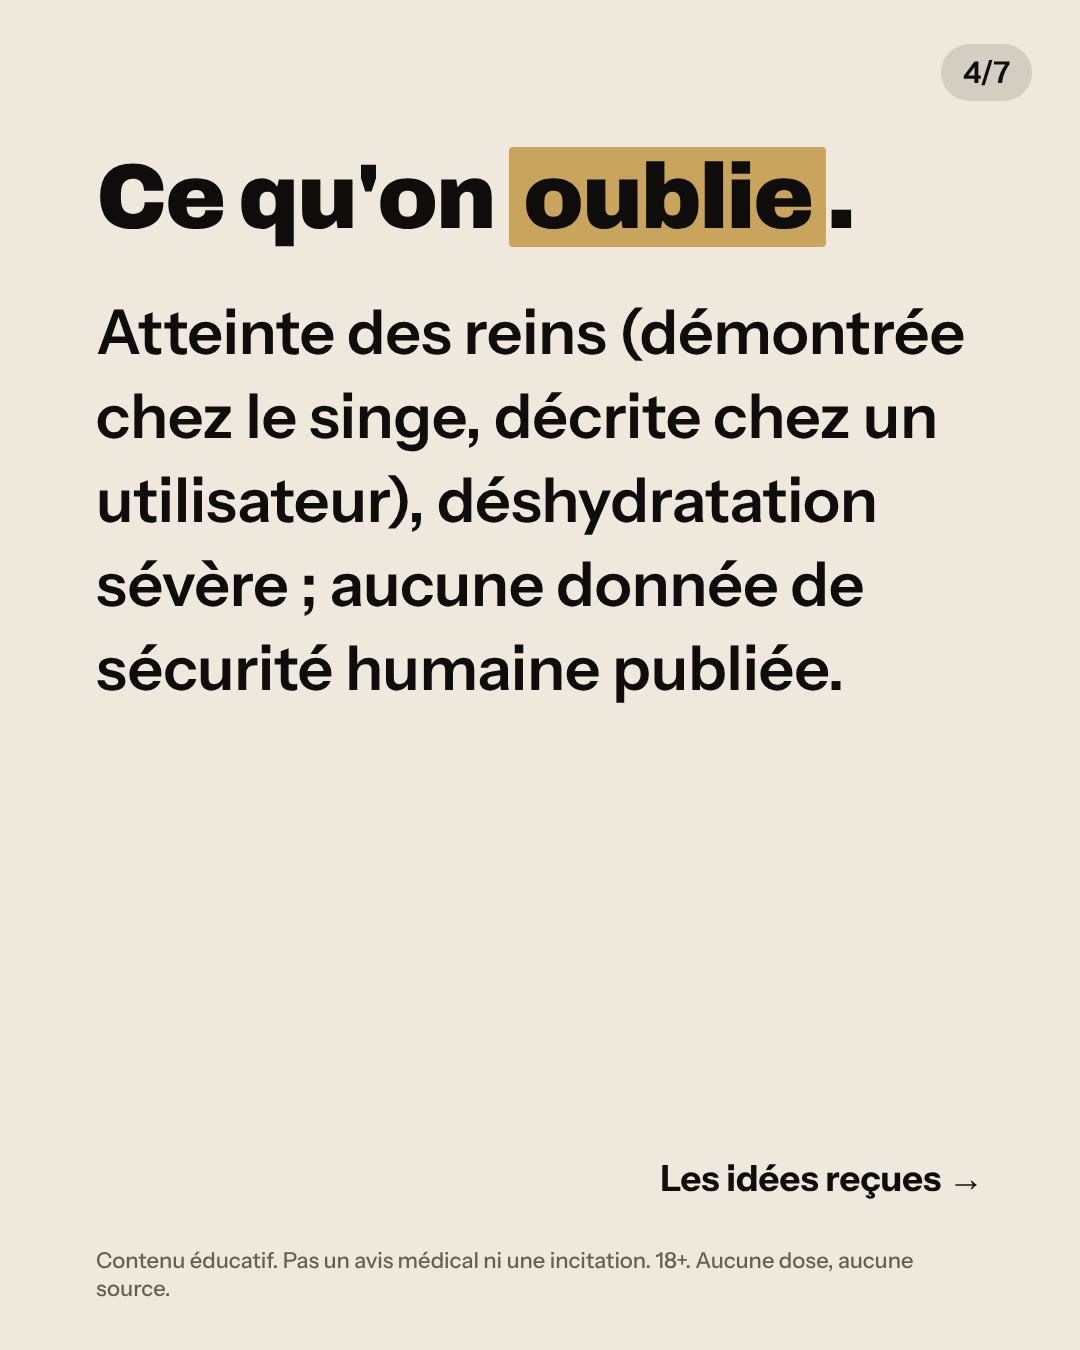 4/7
Ce qu'on oublie.
Atteinte des reins (démontrée
chez le singe, décrite chez un
utilisateur), déshydratation
sévère ; aucune donnée de
sécurité humaine publiée.
Les idées reçues →
Contenu éducatif. Pas un avis médical ni une incitation. 18+. Aucune dose, aucune
source.